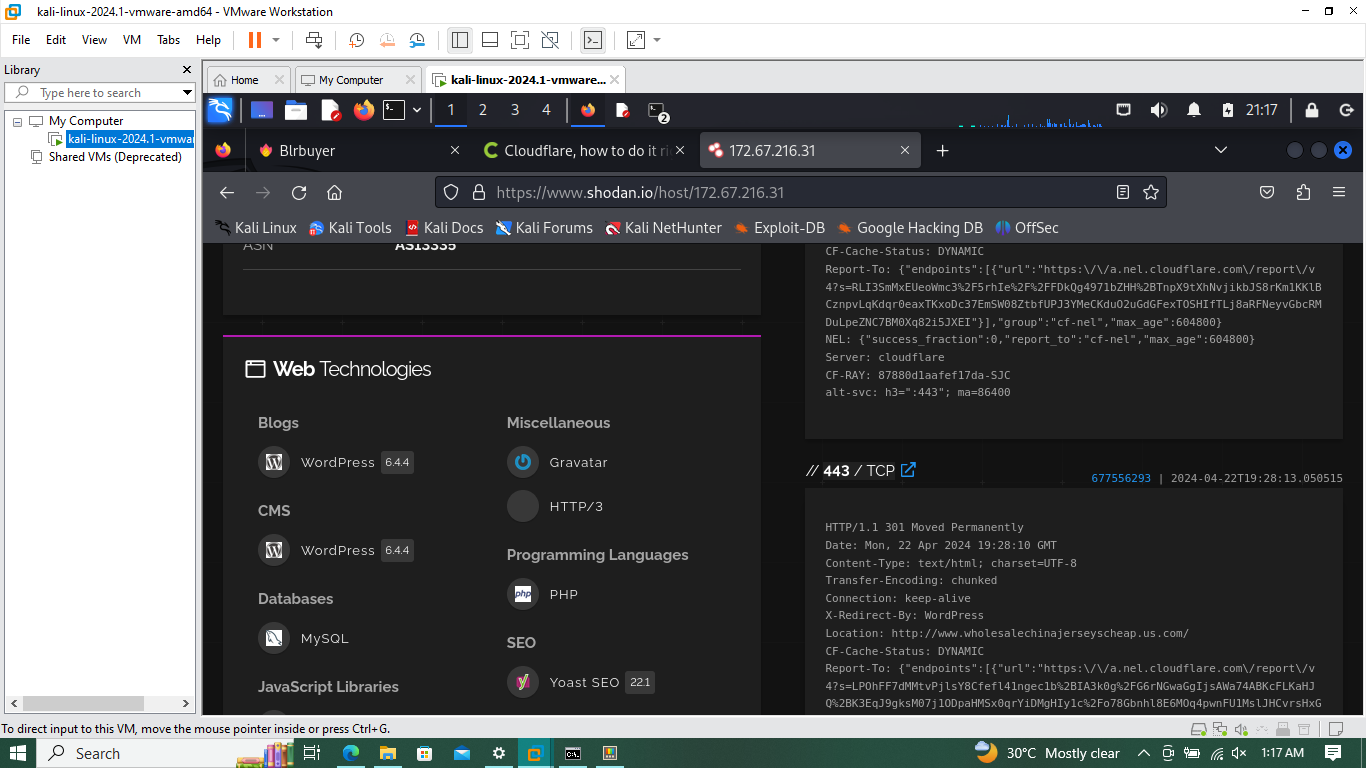 kali-linux-2024.1-vmware-amd64 - VMware Workstation
File Edit View VM Tabs Help
Library
Type here to search
My Computer
kali-linux-2024.1-vmwar
Shared VMs (Deprecated)
Home
My Computer
kali-linux-2024.1-vmware...
1 2 3 4
2
21:17
Blrbuyer
Cloudflare, how to do it ri
172.67.216.31
https://www.shodan.io/host/172.67.216.31
Kali Linux Kali Tools Kali Docs Kali Forums Kali NetHunter Exploit-DB Google Hacking DB OffSec
ASN AS13335
Web Technologies
Blogs
WordPress 6.4.4
CMS
WordPress 6.4.4
Databases
MySQL
JavaScript Libraries
Miscellaneous
Gravatar
HTTP/3
Programming Languages
php PHP
SEO
Yoast SEO 22.1
CF-Cache-Status: DYNAMIC
Report-To: {"endpoints":[{"url":"https:\/\/a.nel.cloudflare.com\/report\/v
4?s=RLI3SmMxEUeoWmc3%2F5rhIe%2F%2FFDkQg4971bZHH%2BTnpX9tXhNvjikbJS8rKm1KKlB
CznpvLqKdqr0eaxTKxoDc37EmSW08ZtbfUPJ3YMeCKduO2uGdGFexTOSHIfTLj8aRFNeyvGbcRM
DuLpeZNC7BM0Xq82i5JXEI"}],"group":"cf-nel","max_age":604800}
NEL: {"success_fraction":0,"report_to":"cf-nel","max_age":604800}
Server: cloudflare
CF-RAY: 87880d1aafef17da-SJC
alt-svc: h3=":443"; ma=86400
// 443 / TCP
677556293 | 2024-04-22T19:28:13.050515
HTTP/1.1 301 Moved Permanently
Date: Mon, 22 Apr 2024 19:28:10 GMT
Content-Type: text/html; charset=UTF-8
Transfer-Encoding: chunked
Connection: keep-alive
X-Redirect-By: WordPress
Location: http://www.wholesalechinajerseyscheap.us.com/
CF-Cache-Status: DYNAMIC
Report-To: {"endpoints":[{"url":"https:\/\/a.nel.cloudflare.com\/report\/v
4?s=LPOhFF7dMMtvPjlsY8Cfefl41ngec1b%2BIA3k0g%2FG6rNGwaGgIjsAWa74ABKcFLKaHJ
Q%2BK3EqJ9gksM07j1ODpaHMSx0qrYiDMgHIy1c%2Fo78Gbnhl8E6MOq4pwnFU1MslJHCvrsHxG
To direct input to this VM, move the mouse pointer inside or press Ctrl+G.
Search
30°C Mostly clear
1:17 AM